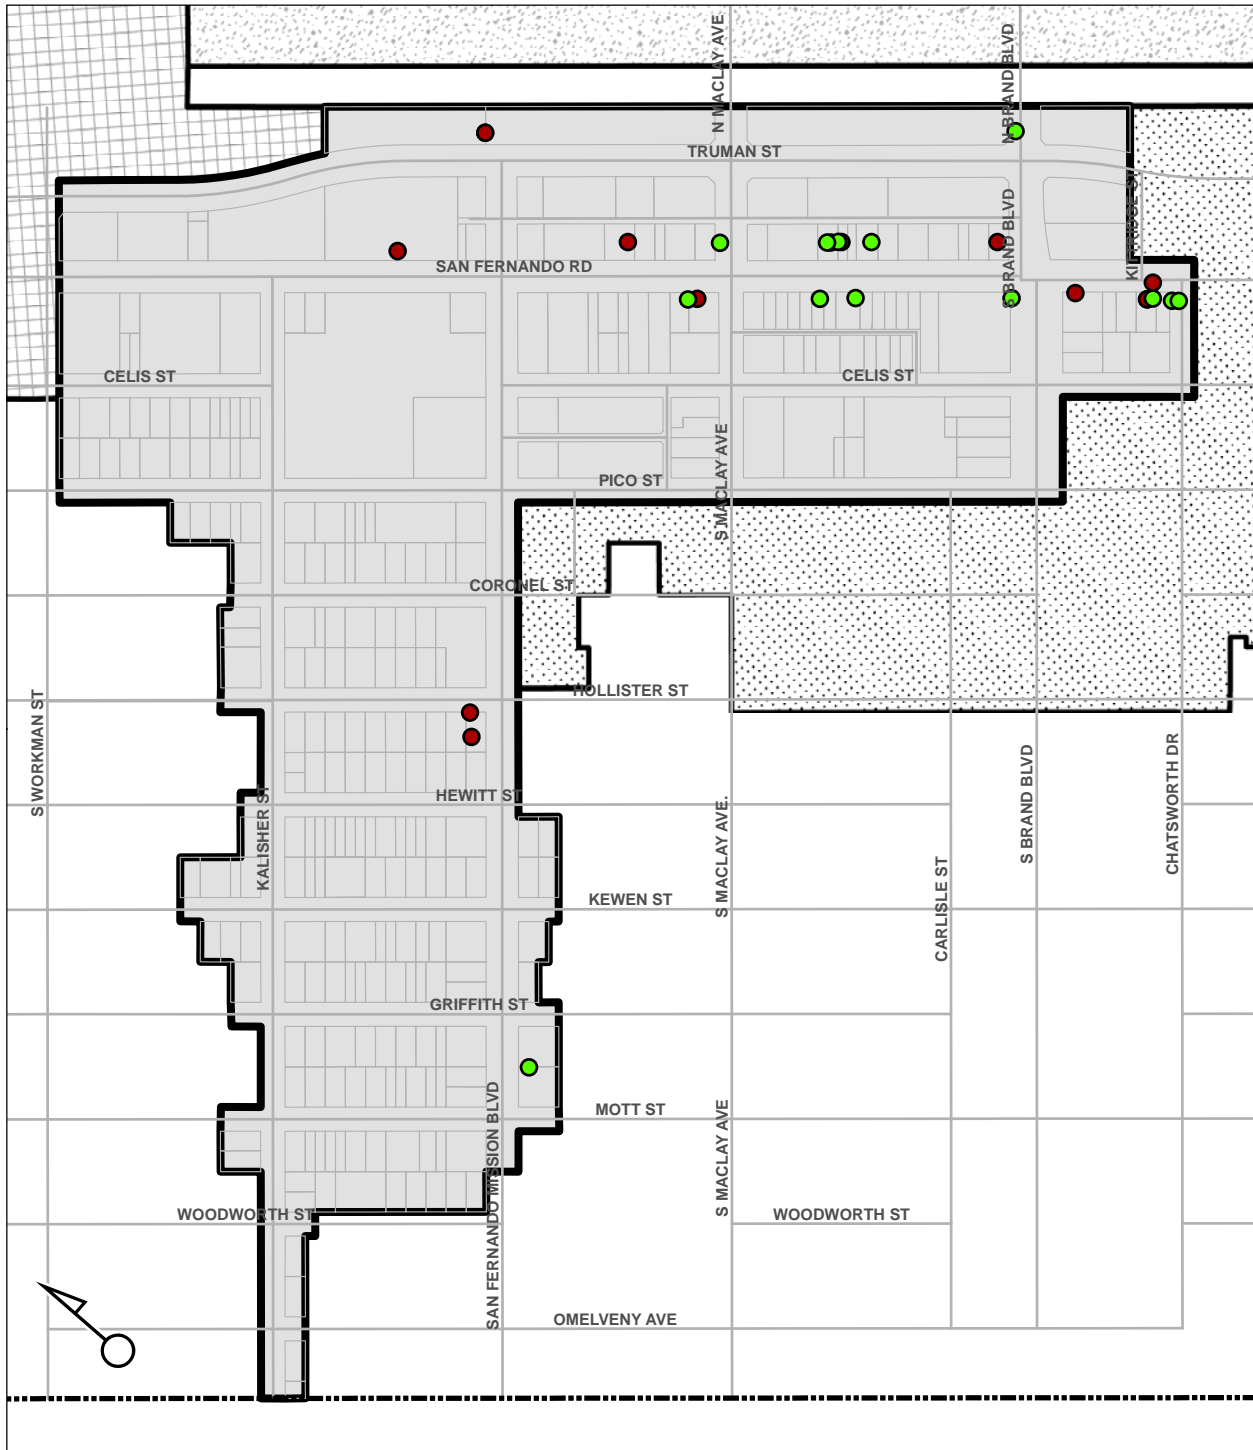 N MACLAY AVE
N BRAND BLVD
TRUMAN ST
KITTRIDGE ST
S BRAND BLVD
SAN FERNANDO RD
CELIS ST
CELIS ST
S MACLAY AVE
PICO ST
CORONEL ST
HOLLISTER ST
S WORKMAN ST
KALISHER ST
HEWITT ST
S MACLAY AVE.
S BRAND BLVD
CHATSWORTH DR
CARLISLE ST
KEWEN ST
GRIFFITH ST
SAN FERNANDO MISSION BLVD
MOTT ST
S MACLAY AVE
WOODWORTH ST
WOODWORTH ST
OMELVENY AVE